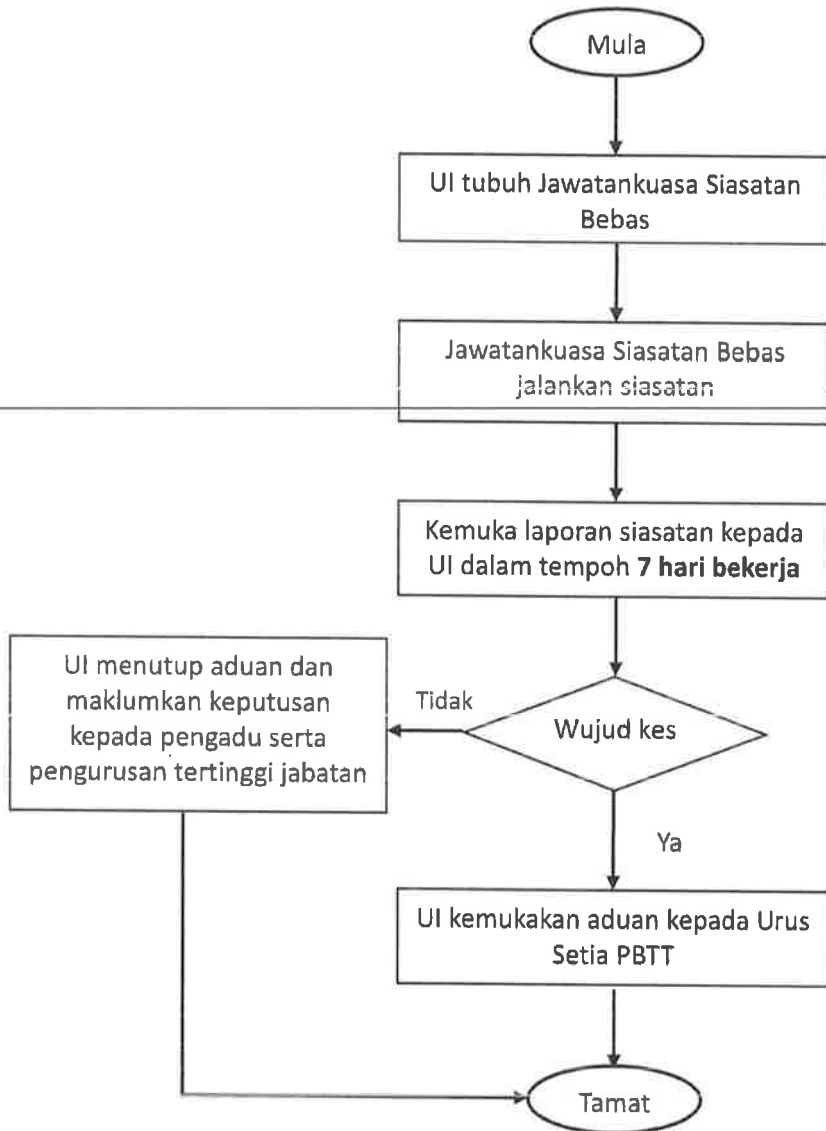 Mula
UI tubuh Jawatankuasa Siasatan
Bebas
Jawatankuasa Siasatan Bebas
jalankan siasatan
Kemuka laporan siasatan kepada
UI dalam tempoh 7 hari bekerja
UI menutup aduan dan
maklumkan keputusan
kepada pengadu serta
pengurusan tertinggi jabatan
Tidak
Wujud kes
Ya
UI kemukakan aduan kepada Urus
Setia PBTT
Tamat